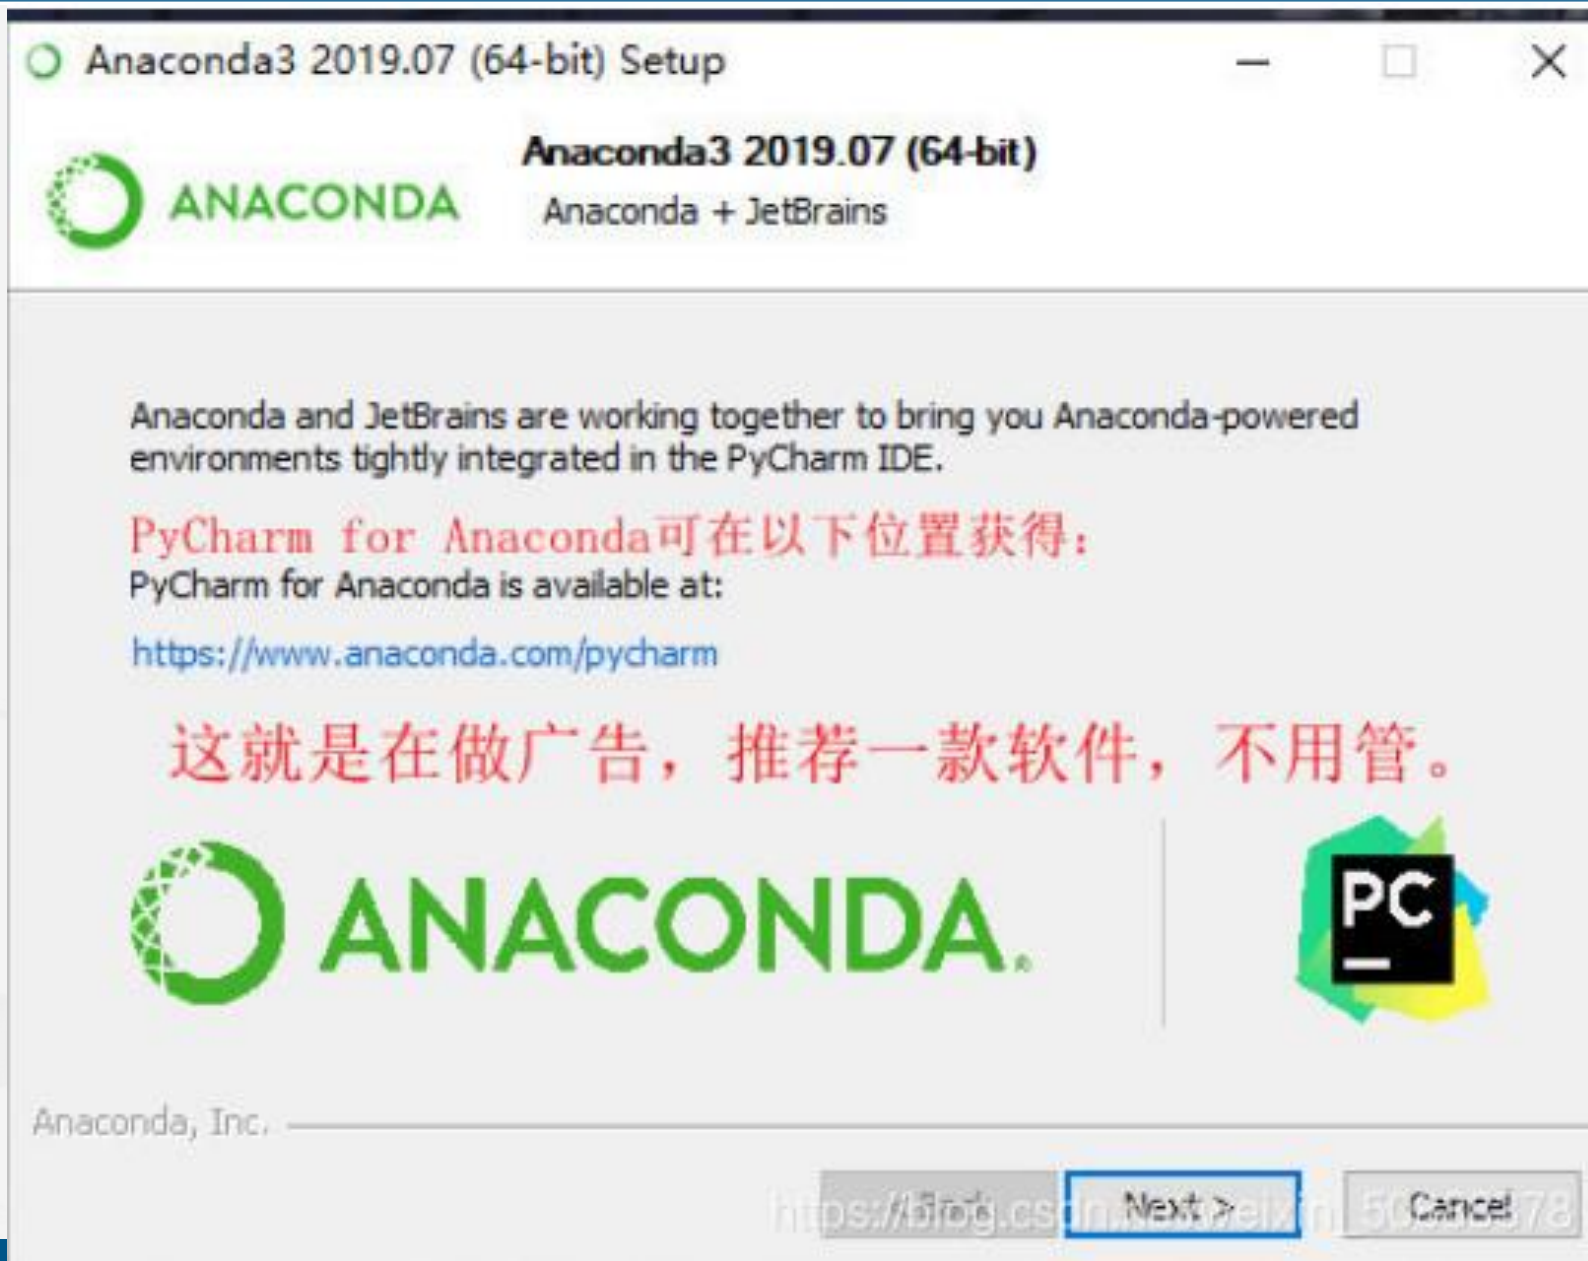 Anaconda3 2019.07 (64-bit) Setup
Anaconda3 2019.07 (64-bit)
ANACONDA
Anaconda + JetBrains
Anaconda and JetBrains are working together to bring you Anaconda-powered
environments tightly integrated in the PyCharm IDE.
PyCharm for Anaconda可在以下位置获得：
PyCharm for Anaconda is available at:
https://www.anaconda.com/pycharm
这就是在做广告，推荐一款软件，不用管。
ANACONDA®
PC
Anaconda, Inc.
Next >
Cancel